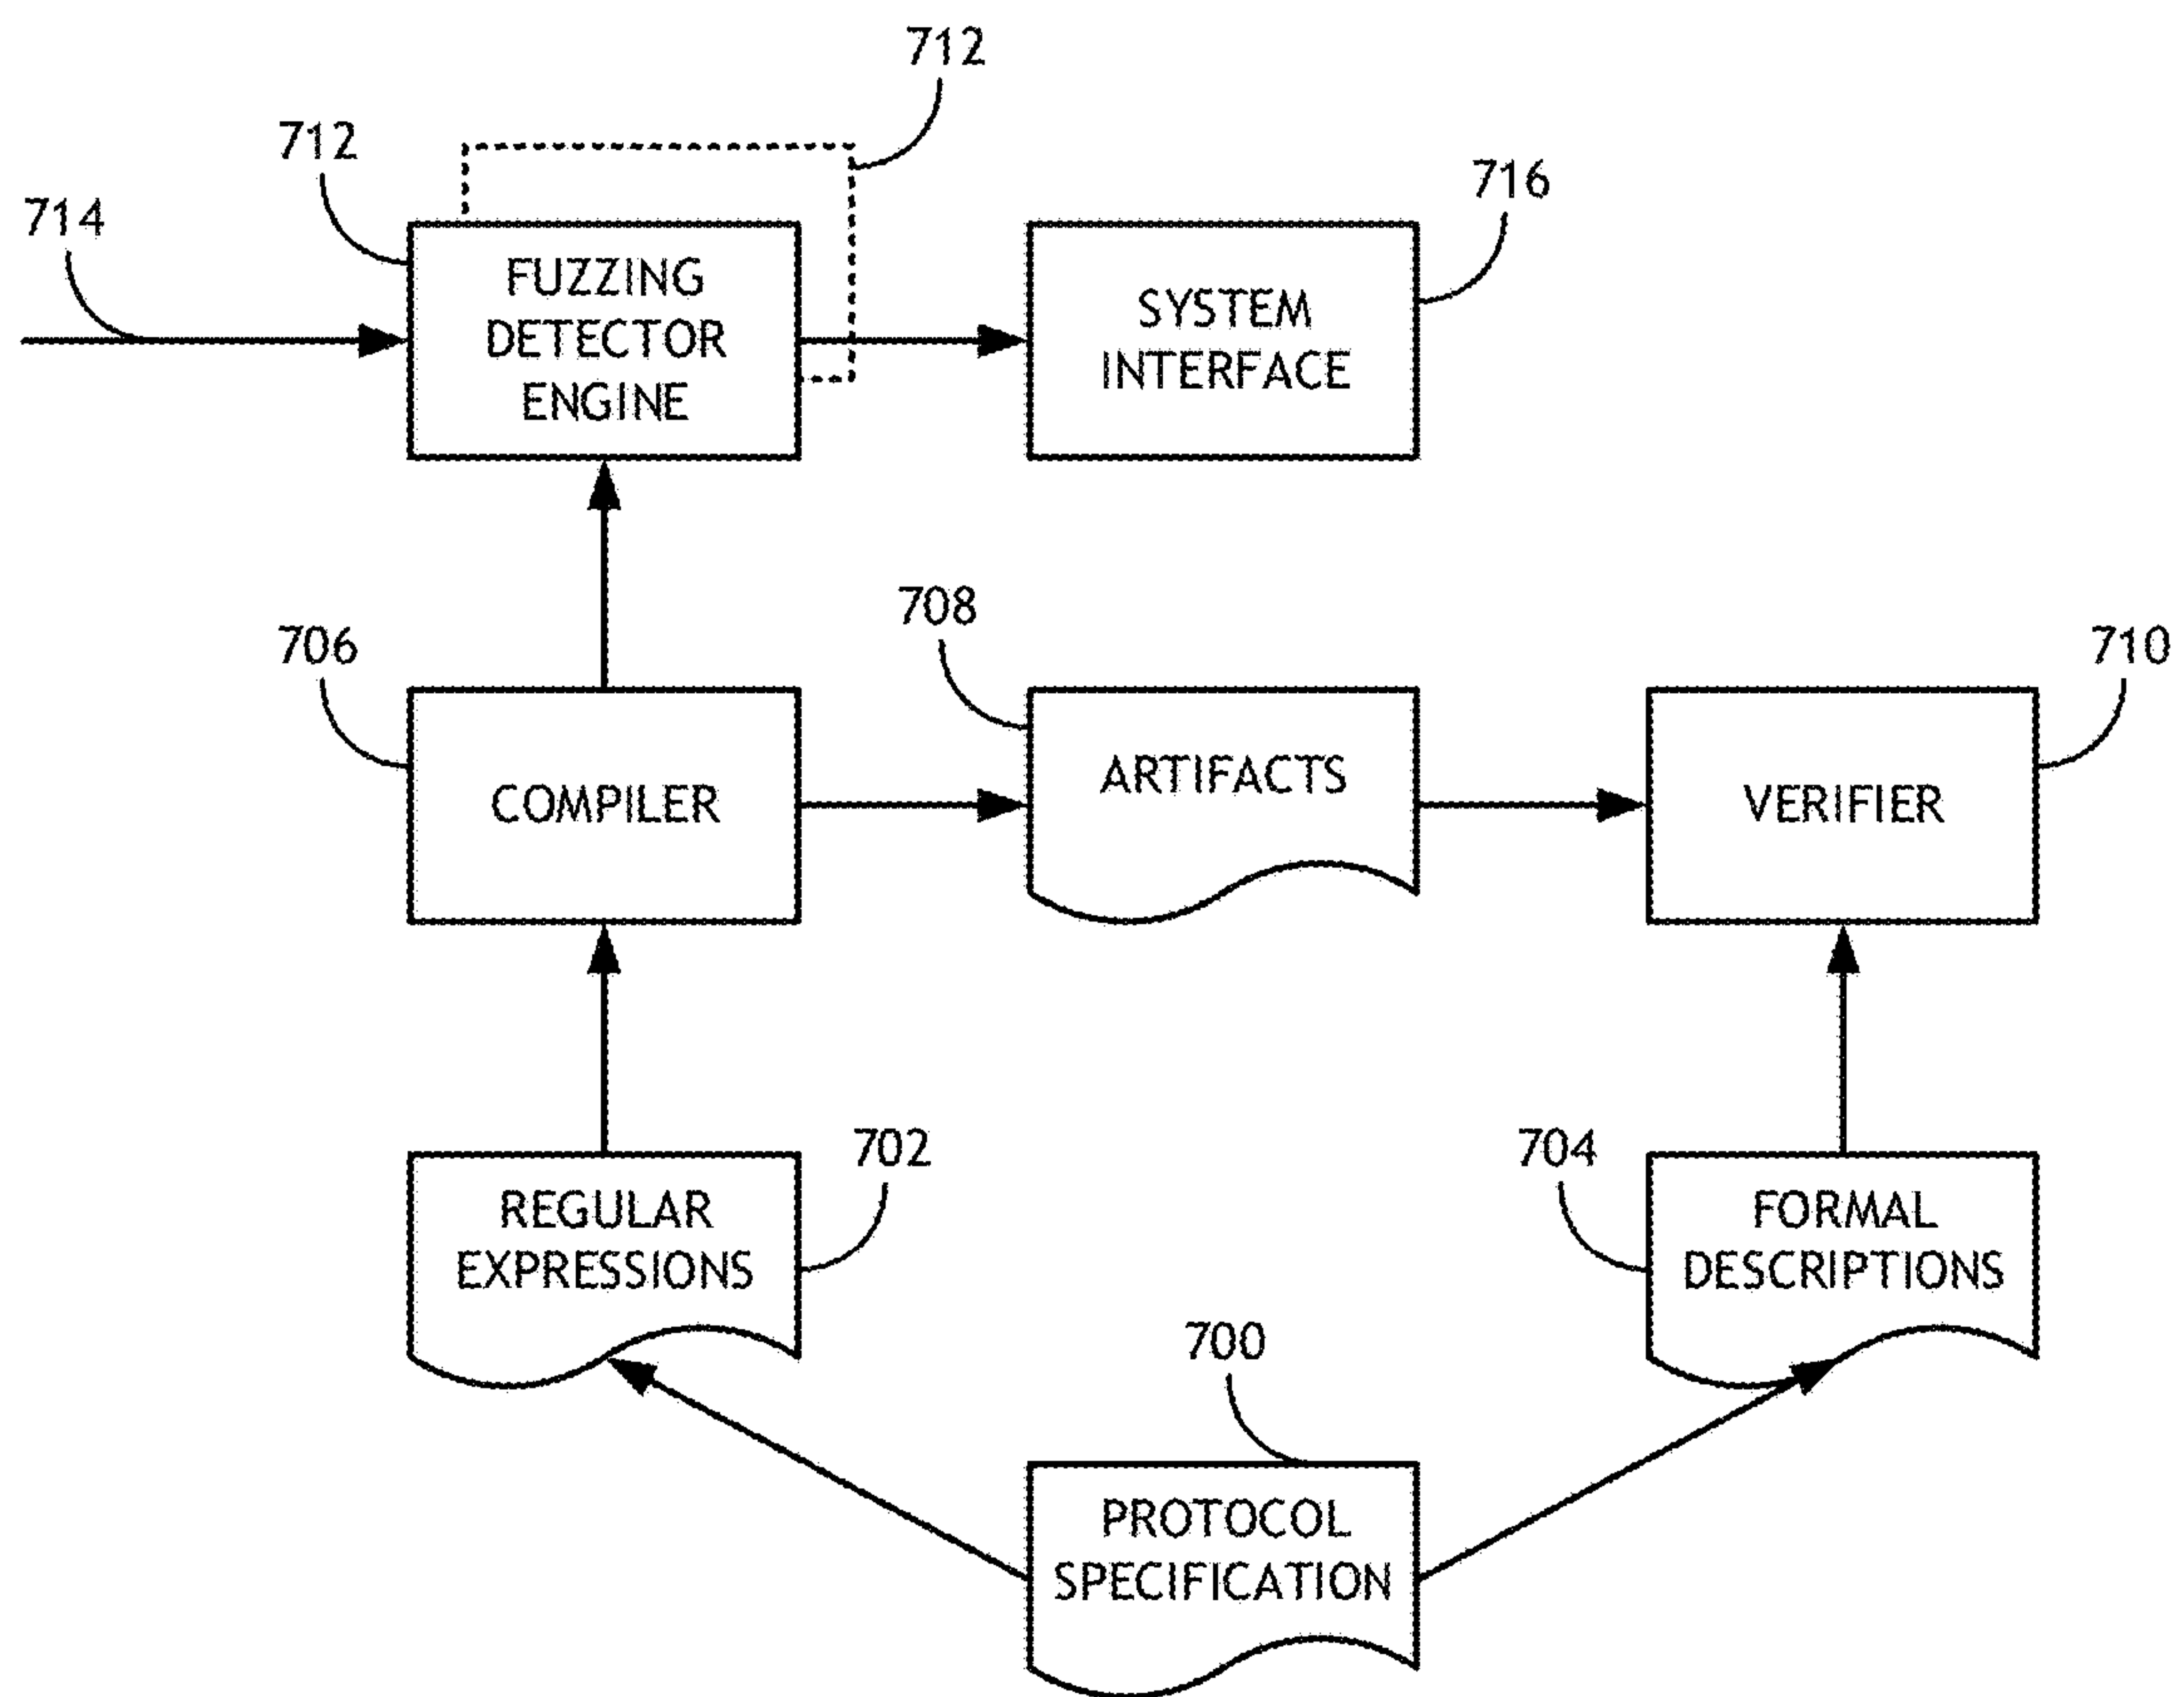 712
712
716
714
FUZZING
DETECTOR
ENGINE
SYSTEM
INTERFACE
708
706
710
COMPILER
ARTIFACTS
VERIFIER
702
704
REGULAR
EXPRESSIONS
FORMAL
DESCRIPTIONS
700
PROTOCOL
SPECIFICATION